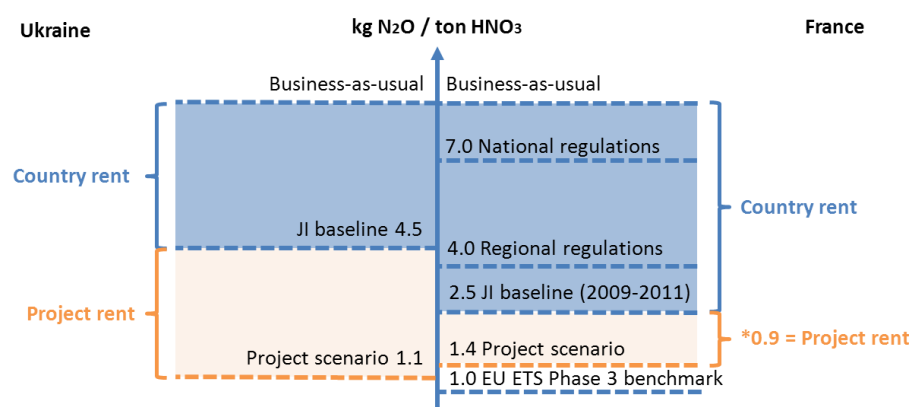 Ukraine
kg N2O / ton HNO3
France
Business-as-usual
Business-as-usual
7.0 National regulations
Country rent
Country rent
JI baseline 4.5
4.0 Regional regulations
2.5 JI baseline (2009-2011)
Project rent
*0.9 = Project rent
Project scenario 1.1
1.4 Project scenario
1.0 EU ETS Phase 3 benchmark